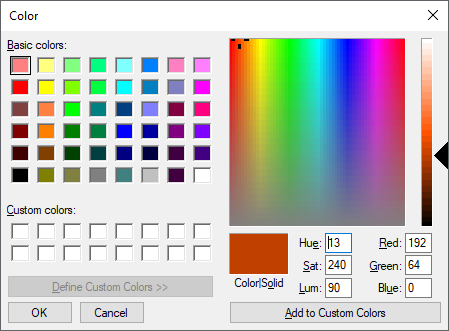 Color
Basic colors:
Custom colors:
Define Custom Colors >>
OK Cancel
Color|Solid
Hue: 13 Red: 192
Sat: 240 Green: 64
Lum: 90 Blue: 0
Add to Custom Colors